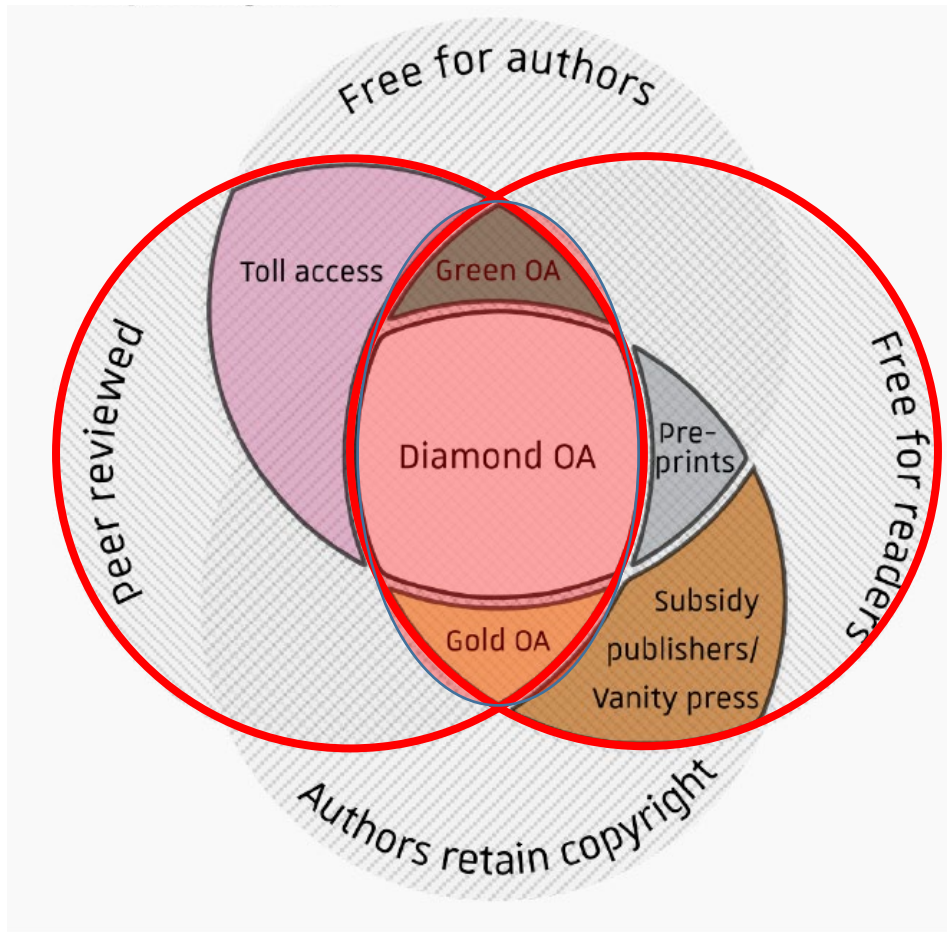 Free for authors
Toll access
Green OA
peer reviewed
Free for readers
Pre-
prints
Diamond OA
Subsidy
publishers/
Vanity press
Gold OA
Authors retain copyright